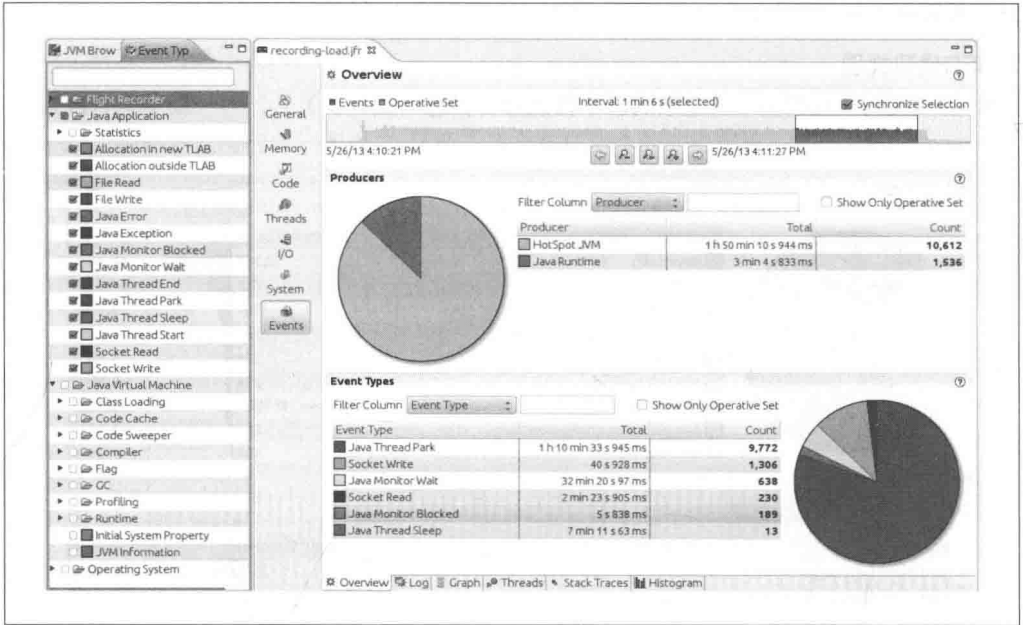 JVM Brow Event Typ
Flight Recorder
Java Application
Statistics
Allocation in new TLAB
Allocation outside TLAB
File Read
File Write
Java Error
Java Exception
Java Monitor Blocked
Java Monitor Wait
Java Thread End
Java Thread Park
Java Thread Sleep
Java Thread Start
Socket Read
Socket Write
Java Virtual Machine
Class Loading
Code Cache
Code Sweeper
Compiler
Flag
GC
Profiling
Runtime
Initial System Property
JVM Information
Operating System
recording-load.jfr
General
Memory
Code
Threads
I/O
System
Events
Overview
Events Operative Set Interval: 1 min 6 s (selected) Synchronize Selection
5/26/13 4:10:21 PM 5/26/13 4:11:27 PM
Producers
Filter Column Producer Show Only Operative Set
Producer Total Count
HotSpot JVM 1 h 50 min 10 s 944 ms 10,612
Java Runtime 3 min 4 s 833 ms 1,536
Event Types
Filter Column Event Type Show Only Operative Set
Event Type Total Count
Java Thread Park 1 h 10 min 33 s 945 ms 9,772
Socket Write 40 s 928 ms 1,306
Java Monitor Wait 32 min 20 s 97 ms 638
Socket Read 2 min 23 s 905 ms 230
Java Monitor Blocked 5 s 838 ms 189
Java Thread Sleep 7 min 11 s 63 ms 13
Overview Log Graph Threads Stack Traces Histogram